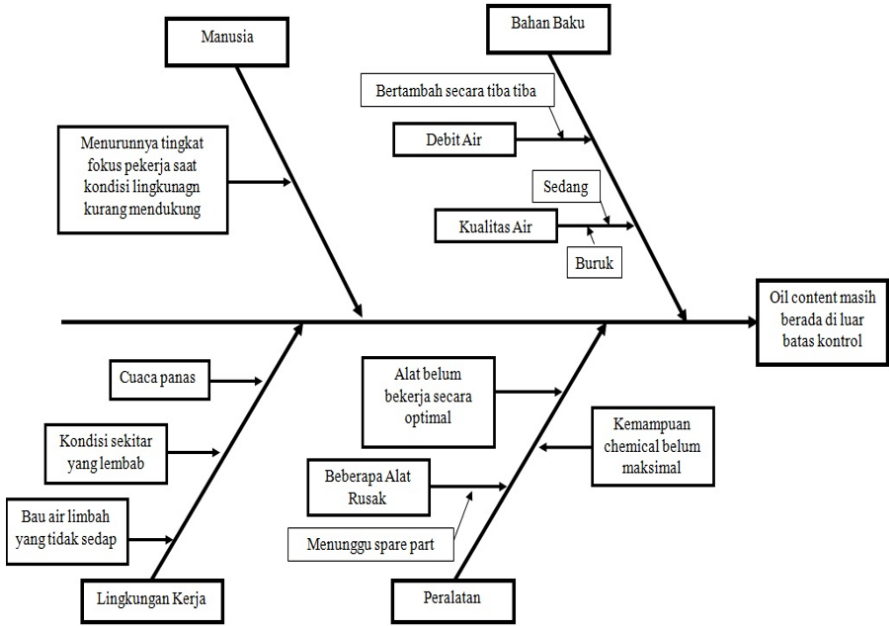 Manusia
Bahan Baku
Bertambah secara tiba tiba
Debit Air
Menurunnya tingkat
fokus pekerja saat
kondisi lingkunagn
kurang mendukung
Sedang
Kualitas Air
Buruk
Oil content masih
berada di luar
batas kontrol
Cuaca panas
Alat belum
bekerja secara
optimal
Kondisi sekitar
yang lembab
Kemampuan
chemical belum
maksimal
Beberapa Alat
Rusak
Bau air limbah
yang tidak sedap
Menunggu spare part
Lingkungan Kerja
Peralatan